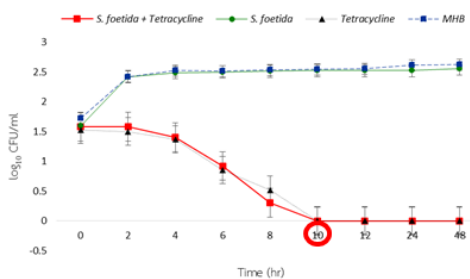 S. foetida + Tetracycline S. foetida Tetracycline MHB
3
2.5
2
1.5
1
0.5
0
-0.5
log10 CFU/ml
0 2 4 6 8 10 12 24 48
Time (hr)